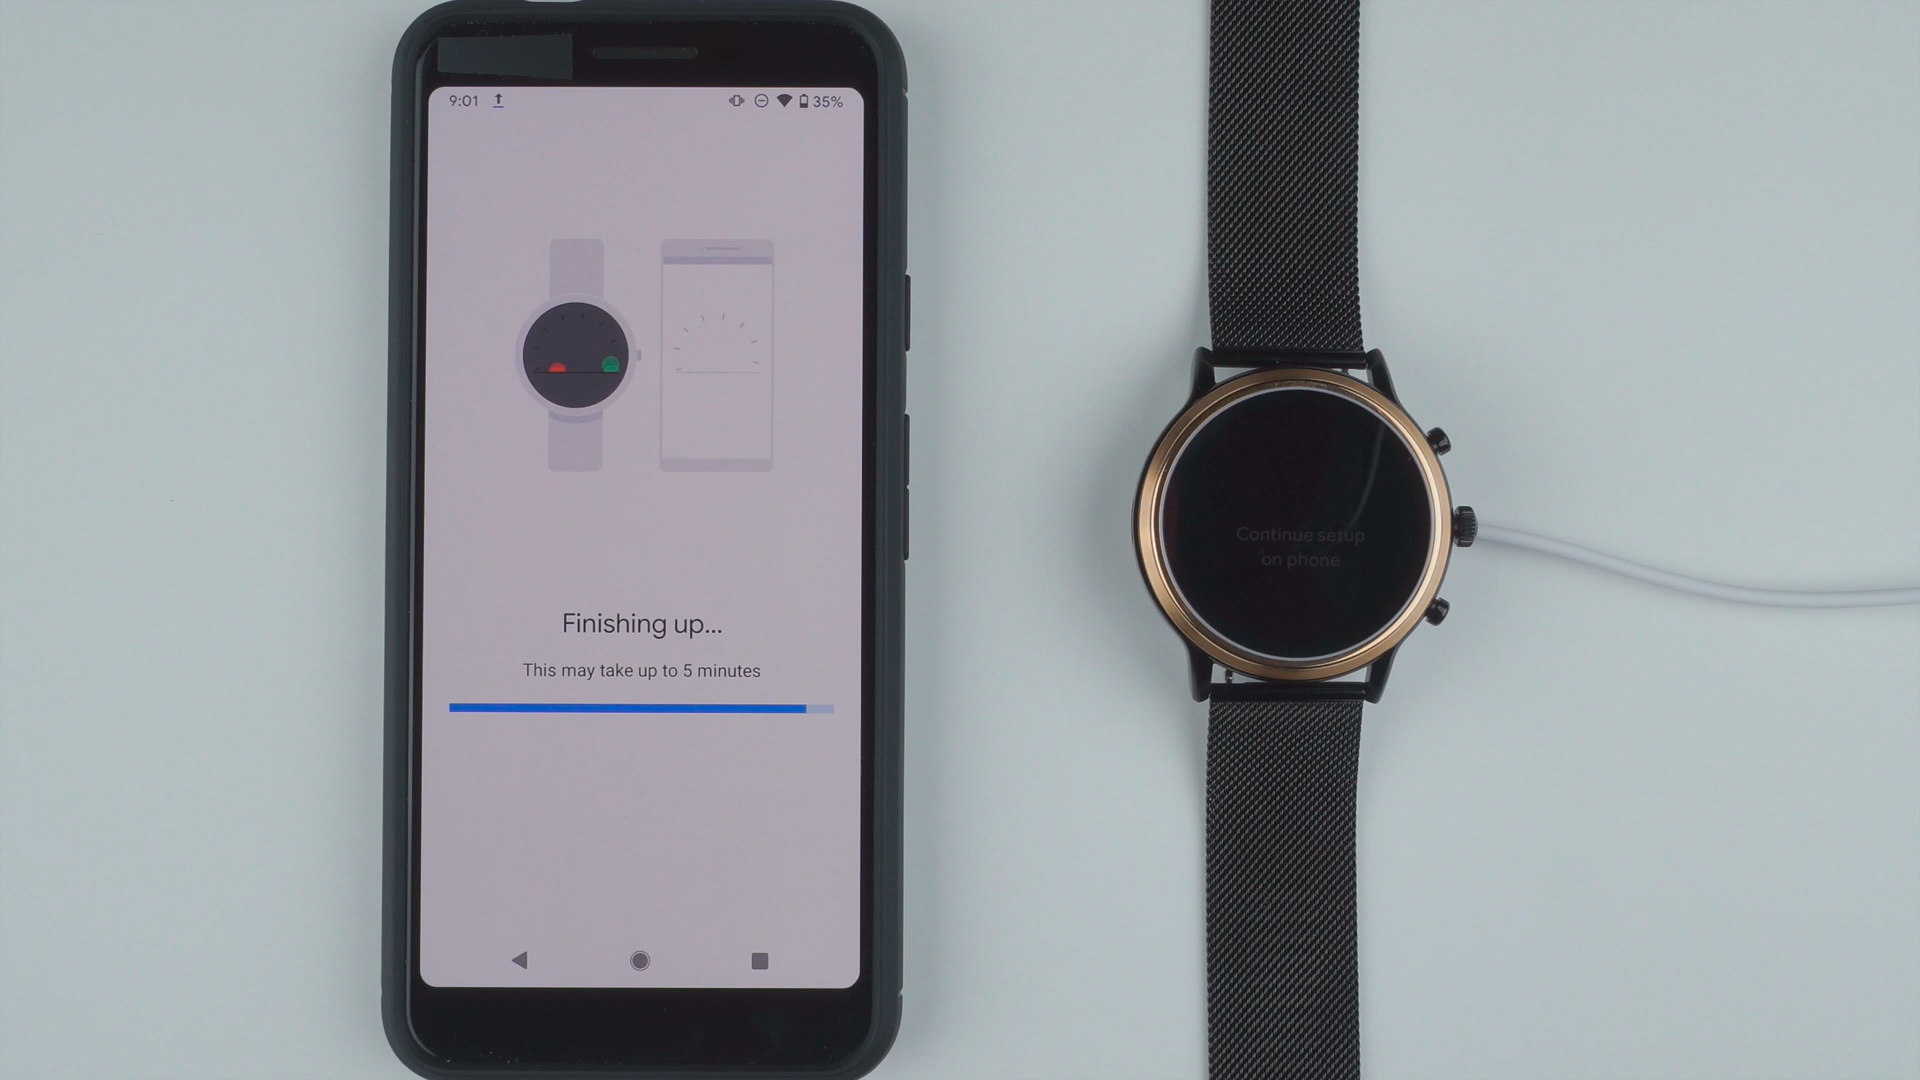 9:01 35%
Finishing up...
This may take up to 5 minutes
Continue setup
on phone